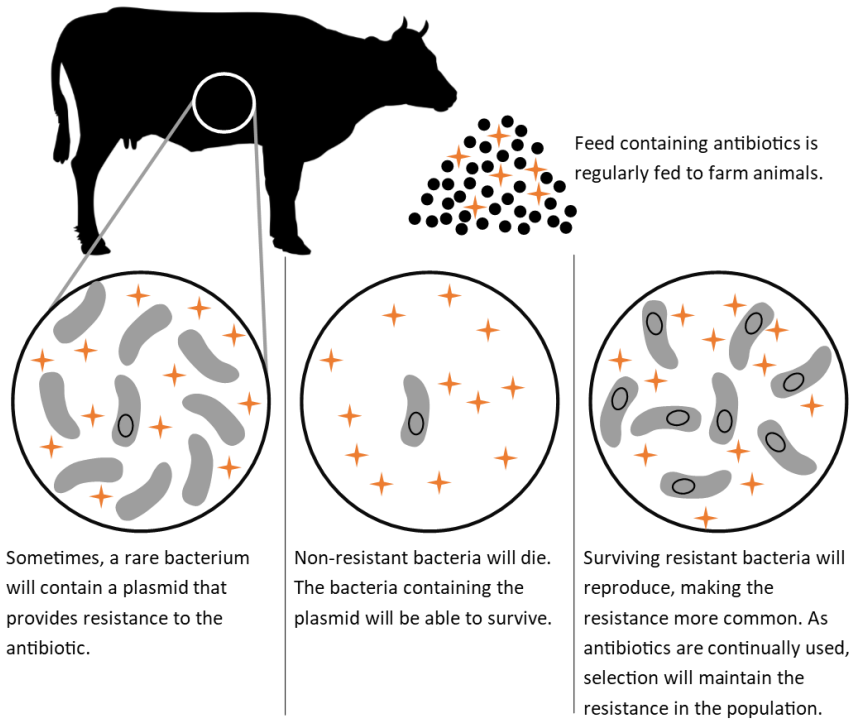 Feed containing antibiotics is
regularly fed to farm animals.
Sometimes, a rare bacterium
will contain a plasmid that
provides resistance to the
antibiotic.
Non-resistant bacteria will die.
The bacteria containing the
plasmid will be able to survive.
Surviving resistant bacteria will
reproduce, making the
resistance more common. As
antibiotics are continually used,
selection will maintain the
resistance in the population.